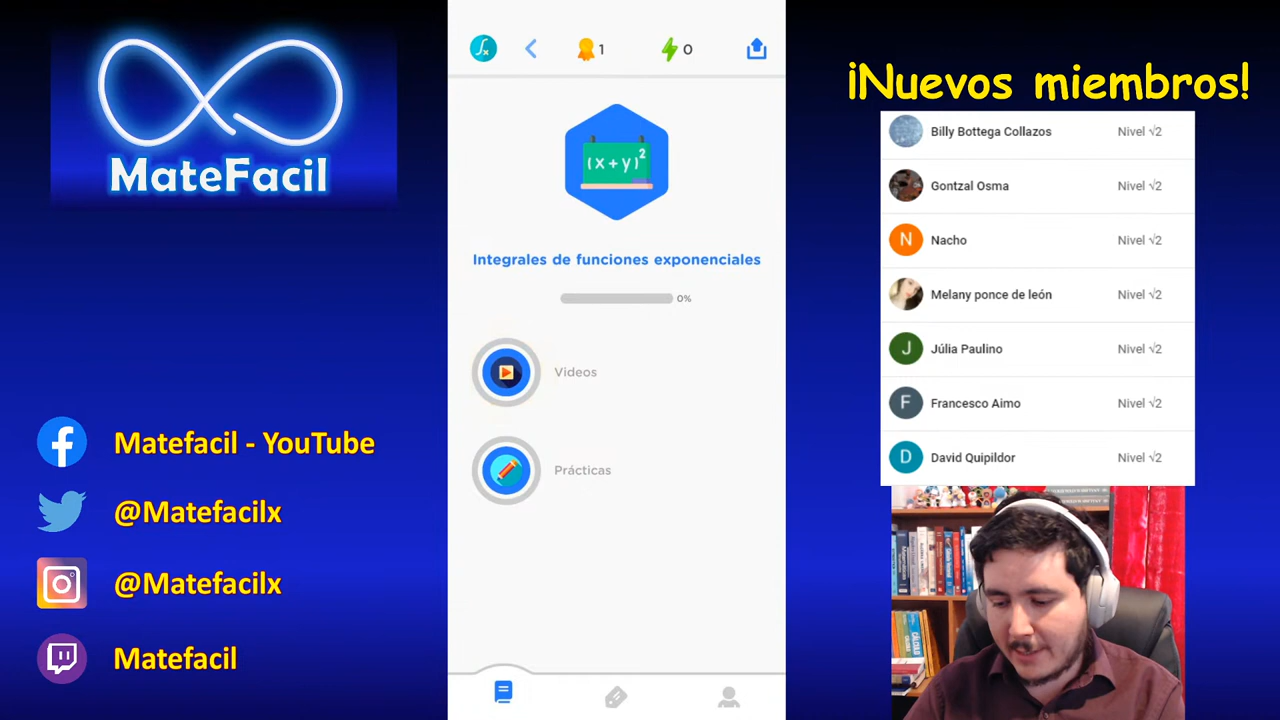 MateFacil
Matefacil - YouTube
@Matefacilx
@Matefacilx
Matefacil
1
0
(x+y)²
Integrales de funciones exponenciales
0%
Videos
Prácticas
¡Nuevos miembros!
Billy Bottega Collazos Nivel √2
Gontzal Osma Nivel √2
N Nacho Nivel √2
Melany ponce de león Nivel √2
J Júlia Paulino Nivel √2
F Francesco Aimo Nivel √2
D David Quipildor Nivel √2